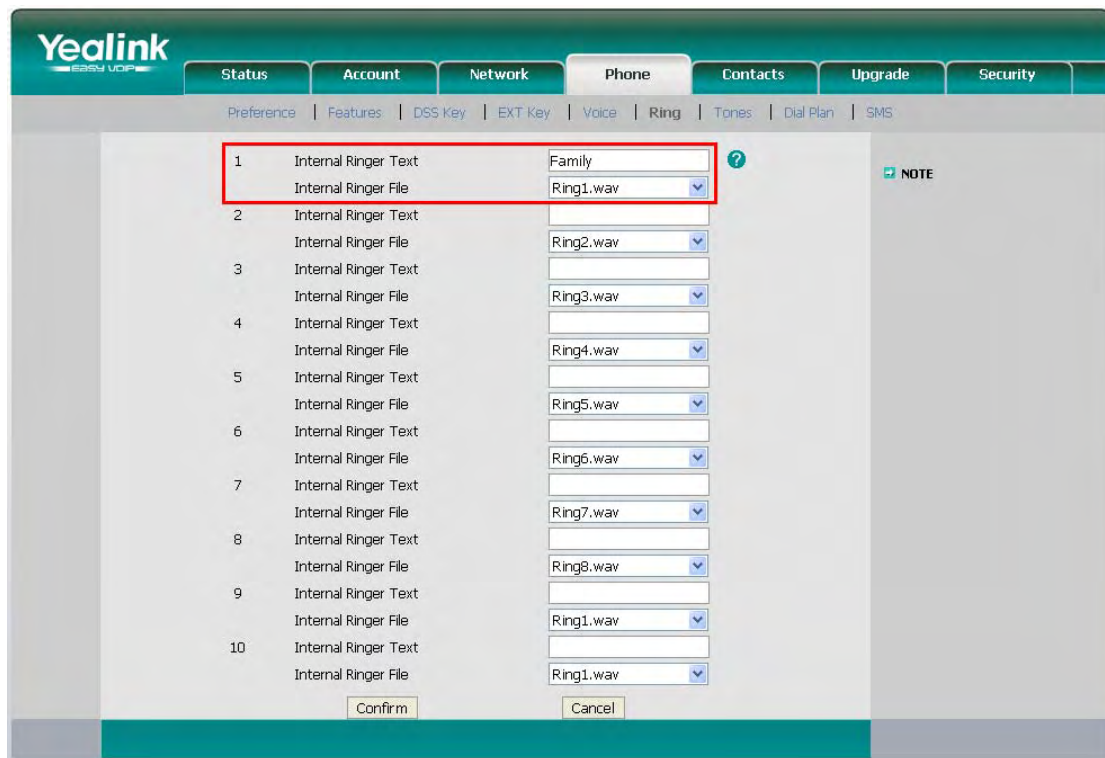 Yealink
EASY VOIP
Status Account Network Phone Contacts Upgrade Security
Preference | Features | DSS Key | EXT Key | Voice | Ring | Tones | Dial Plan | SMS
1 Internal Ringer Text Family ?
Internal Ringer File Ring1.wav
NOTE
2 Internal Ringer Text
Internal Ringer File Ring2.wav
3 Internal Ringer Text
Internal Ringer File Ring3.wav
4 Internal Ringer Text
Internal Ringer File Ring4.wav
5 Internal Ringer Text
Internal Ringer File Ring5.wav
6 Internal Ringer Text
Internal Ringer File Ring6.wav
7 Internal Ringer Text
Internal Ringer File Ring7.wav
8 Internal Ringer Text
Internal Ringer File Ring8.wav
9 Internal Ringer Text
Internal Ringer File Ring1.wav
10 Internal Ringer Text
Internal Ringer File Ring1.wav
Confirm Cancel